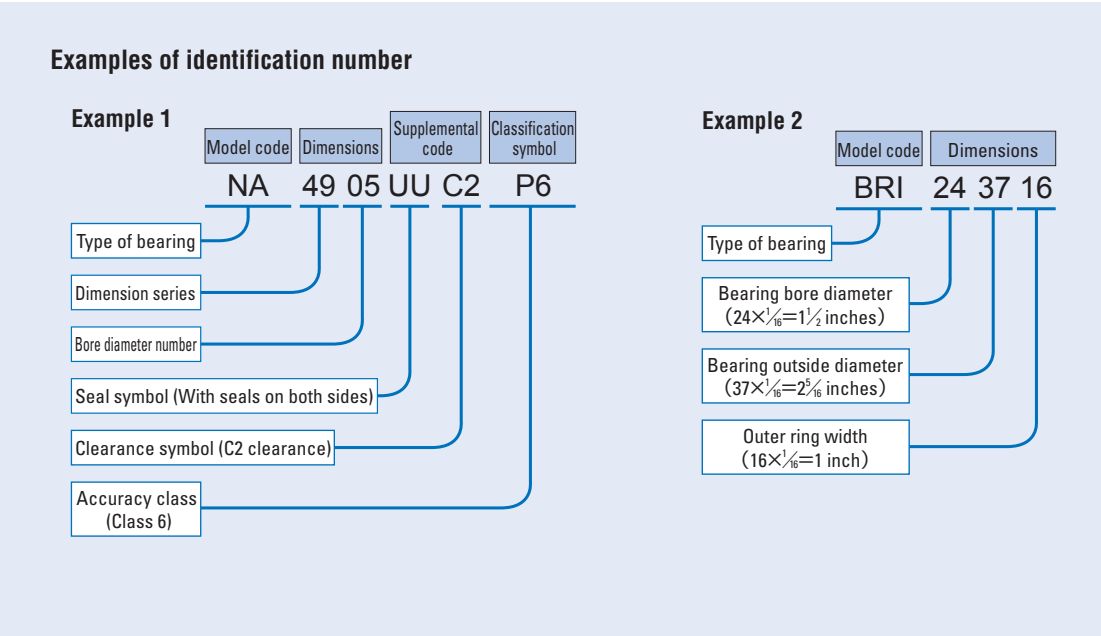 Examples of identification number
Example 1
Model code
Dimensions
Supplemental
code
Classification
symbol
NA 49 05 UU C2 P6
Type of bearing
Dimension series
Bore diameter number
Seal symbol (With seals on both sides)
Clearance symbol (C2 clearance)
Accuracy class
(Class 6)
Example 2
Model code
Dimensions
BRI 24 37 16
Type of bearing
Bearing bore diameter
(24×1⁄16=1 1⁄2 inches)
Bearing outside diameter
(37×1⁄16=2 5⁄16 inches)
Outer ring width
(16×1⁄16=1 inch)